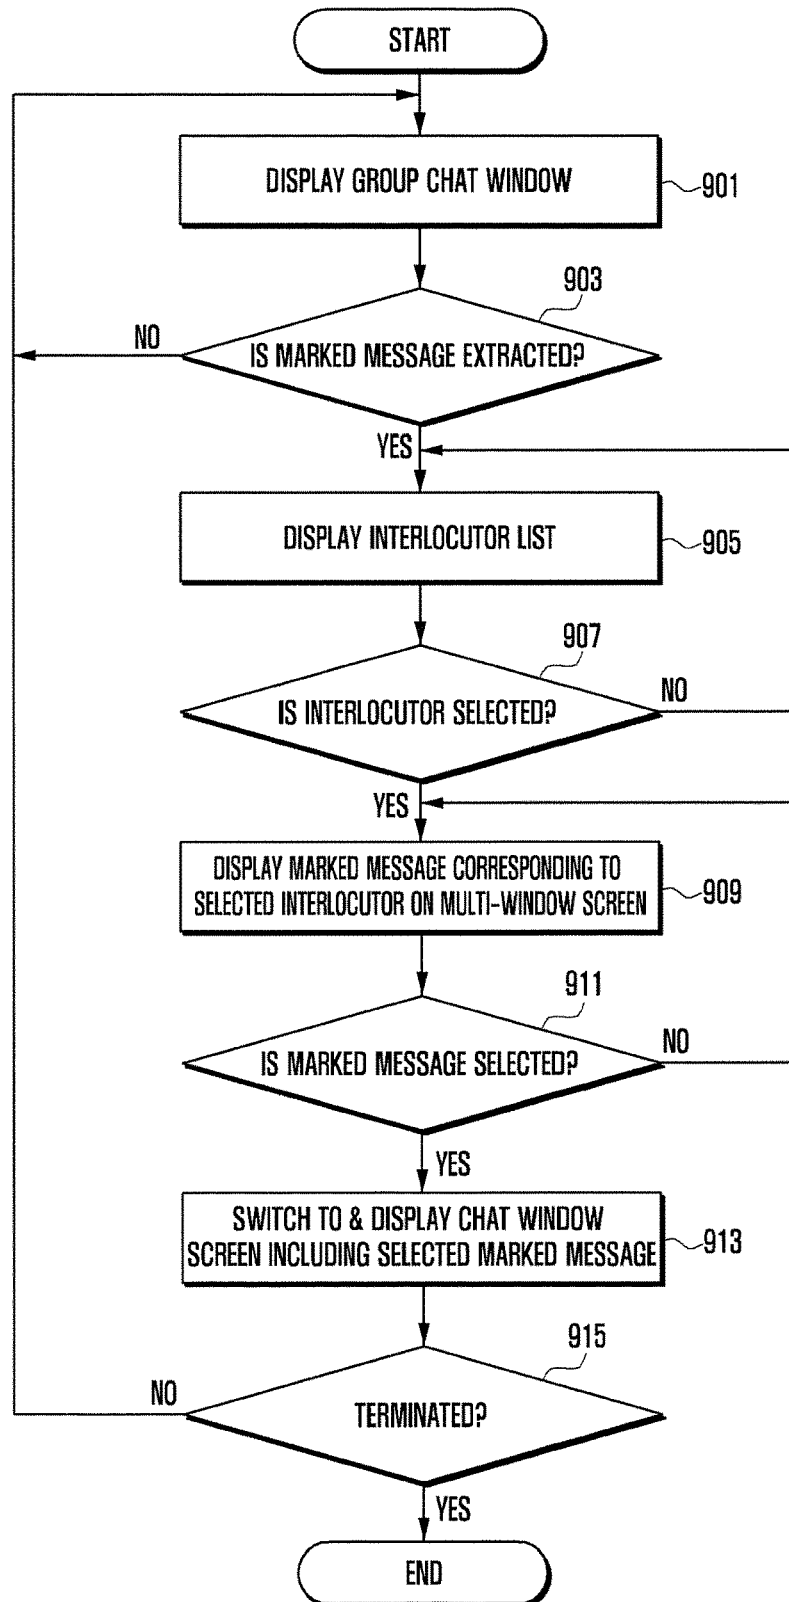 START
DISPLAY GROUP CHAT WINDOW
901
903
NO
IS MARKED MESSAGE EXTRACTED?
YES
DISPLAY INTERLOCUTOR LIST
905
907
NO
IS INTERLOCUTOR SELECTED?
YES
DISPLAY MARKED MESSAGE CORRESPONDING TO
SELECTED INTERLOCUTOR ON MULTI-WINDOW SCREEN
909
911
NO
IS MARKED MESSAGE SELECTED?
YES
SWITCH TO & DISPLAY CHAT WINDOW
SCREEN INCLUDING SELECTED MARKED MESSAGE
913
915
NO
TERMINATED?
YES
END